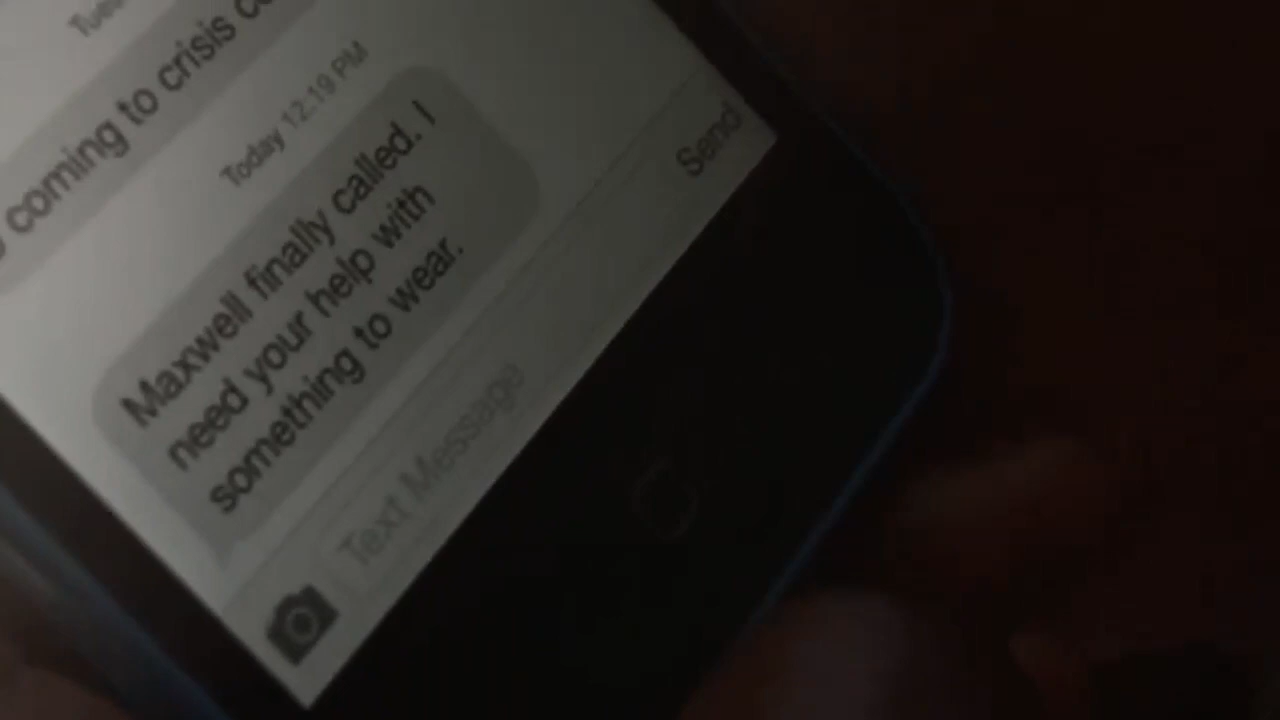 coming to crisis
Today 12:19 PM
Maxwell finally called. I
need your help with
something to wear.
Text Message
Send